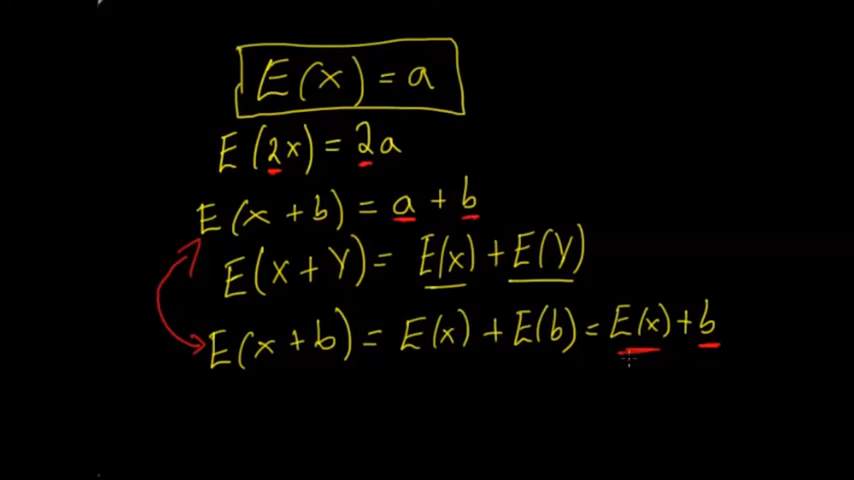 E(x) = a
E(2x) = 2a
E(x + b) = a + b
E(x + Y) = E(x) + E(Y)
E(x + b) = E(x) + E(b) = E(x) + b